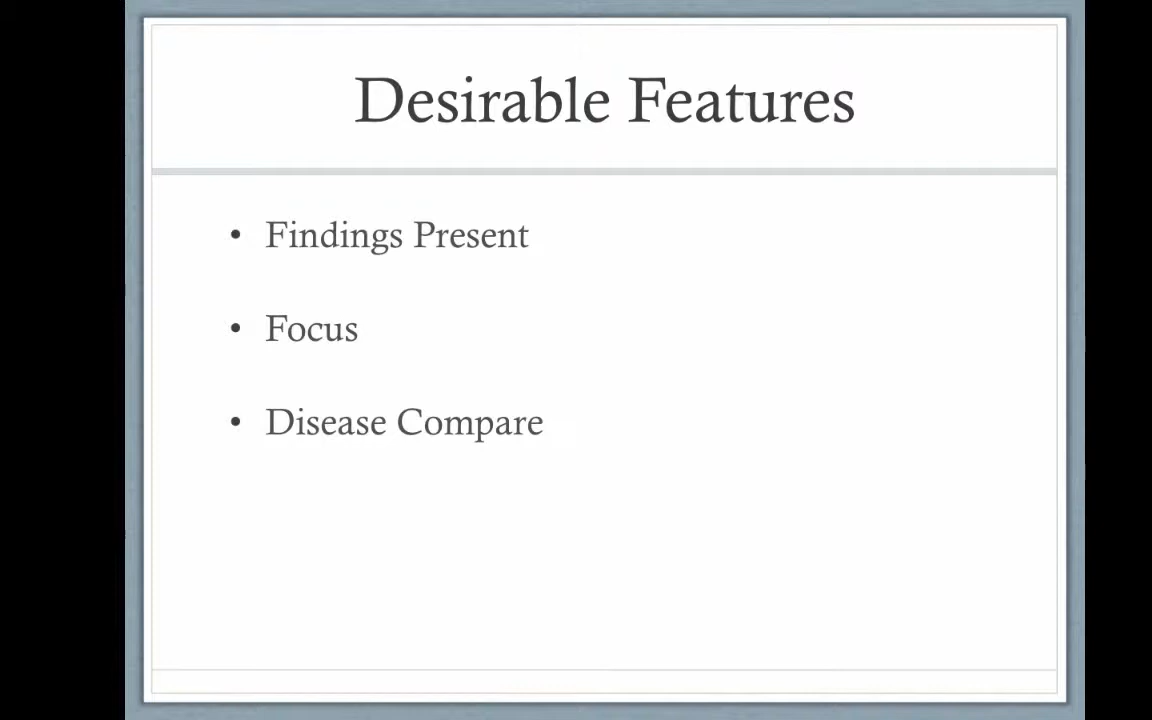 Desirable Features
• Findings Present
• Focus
• Disease Compare